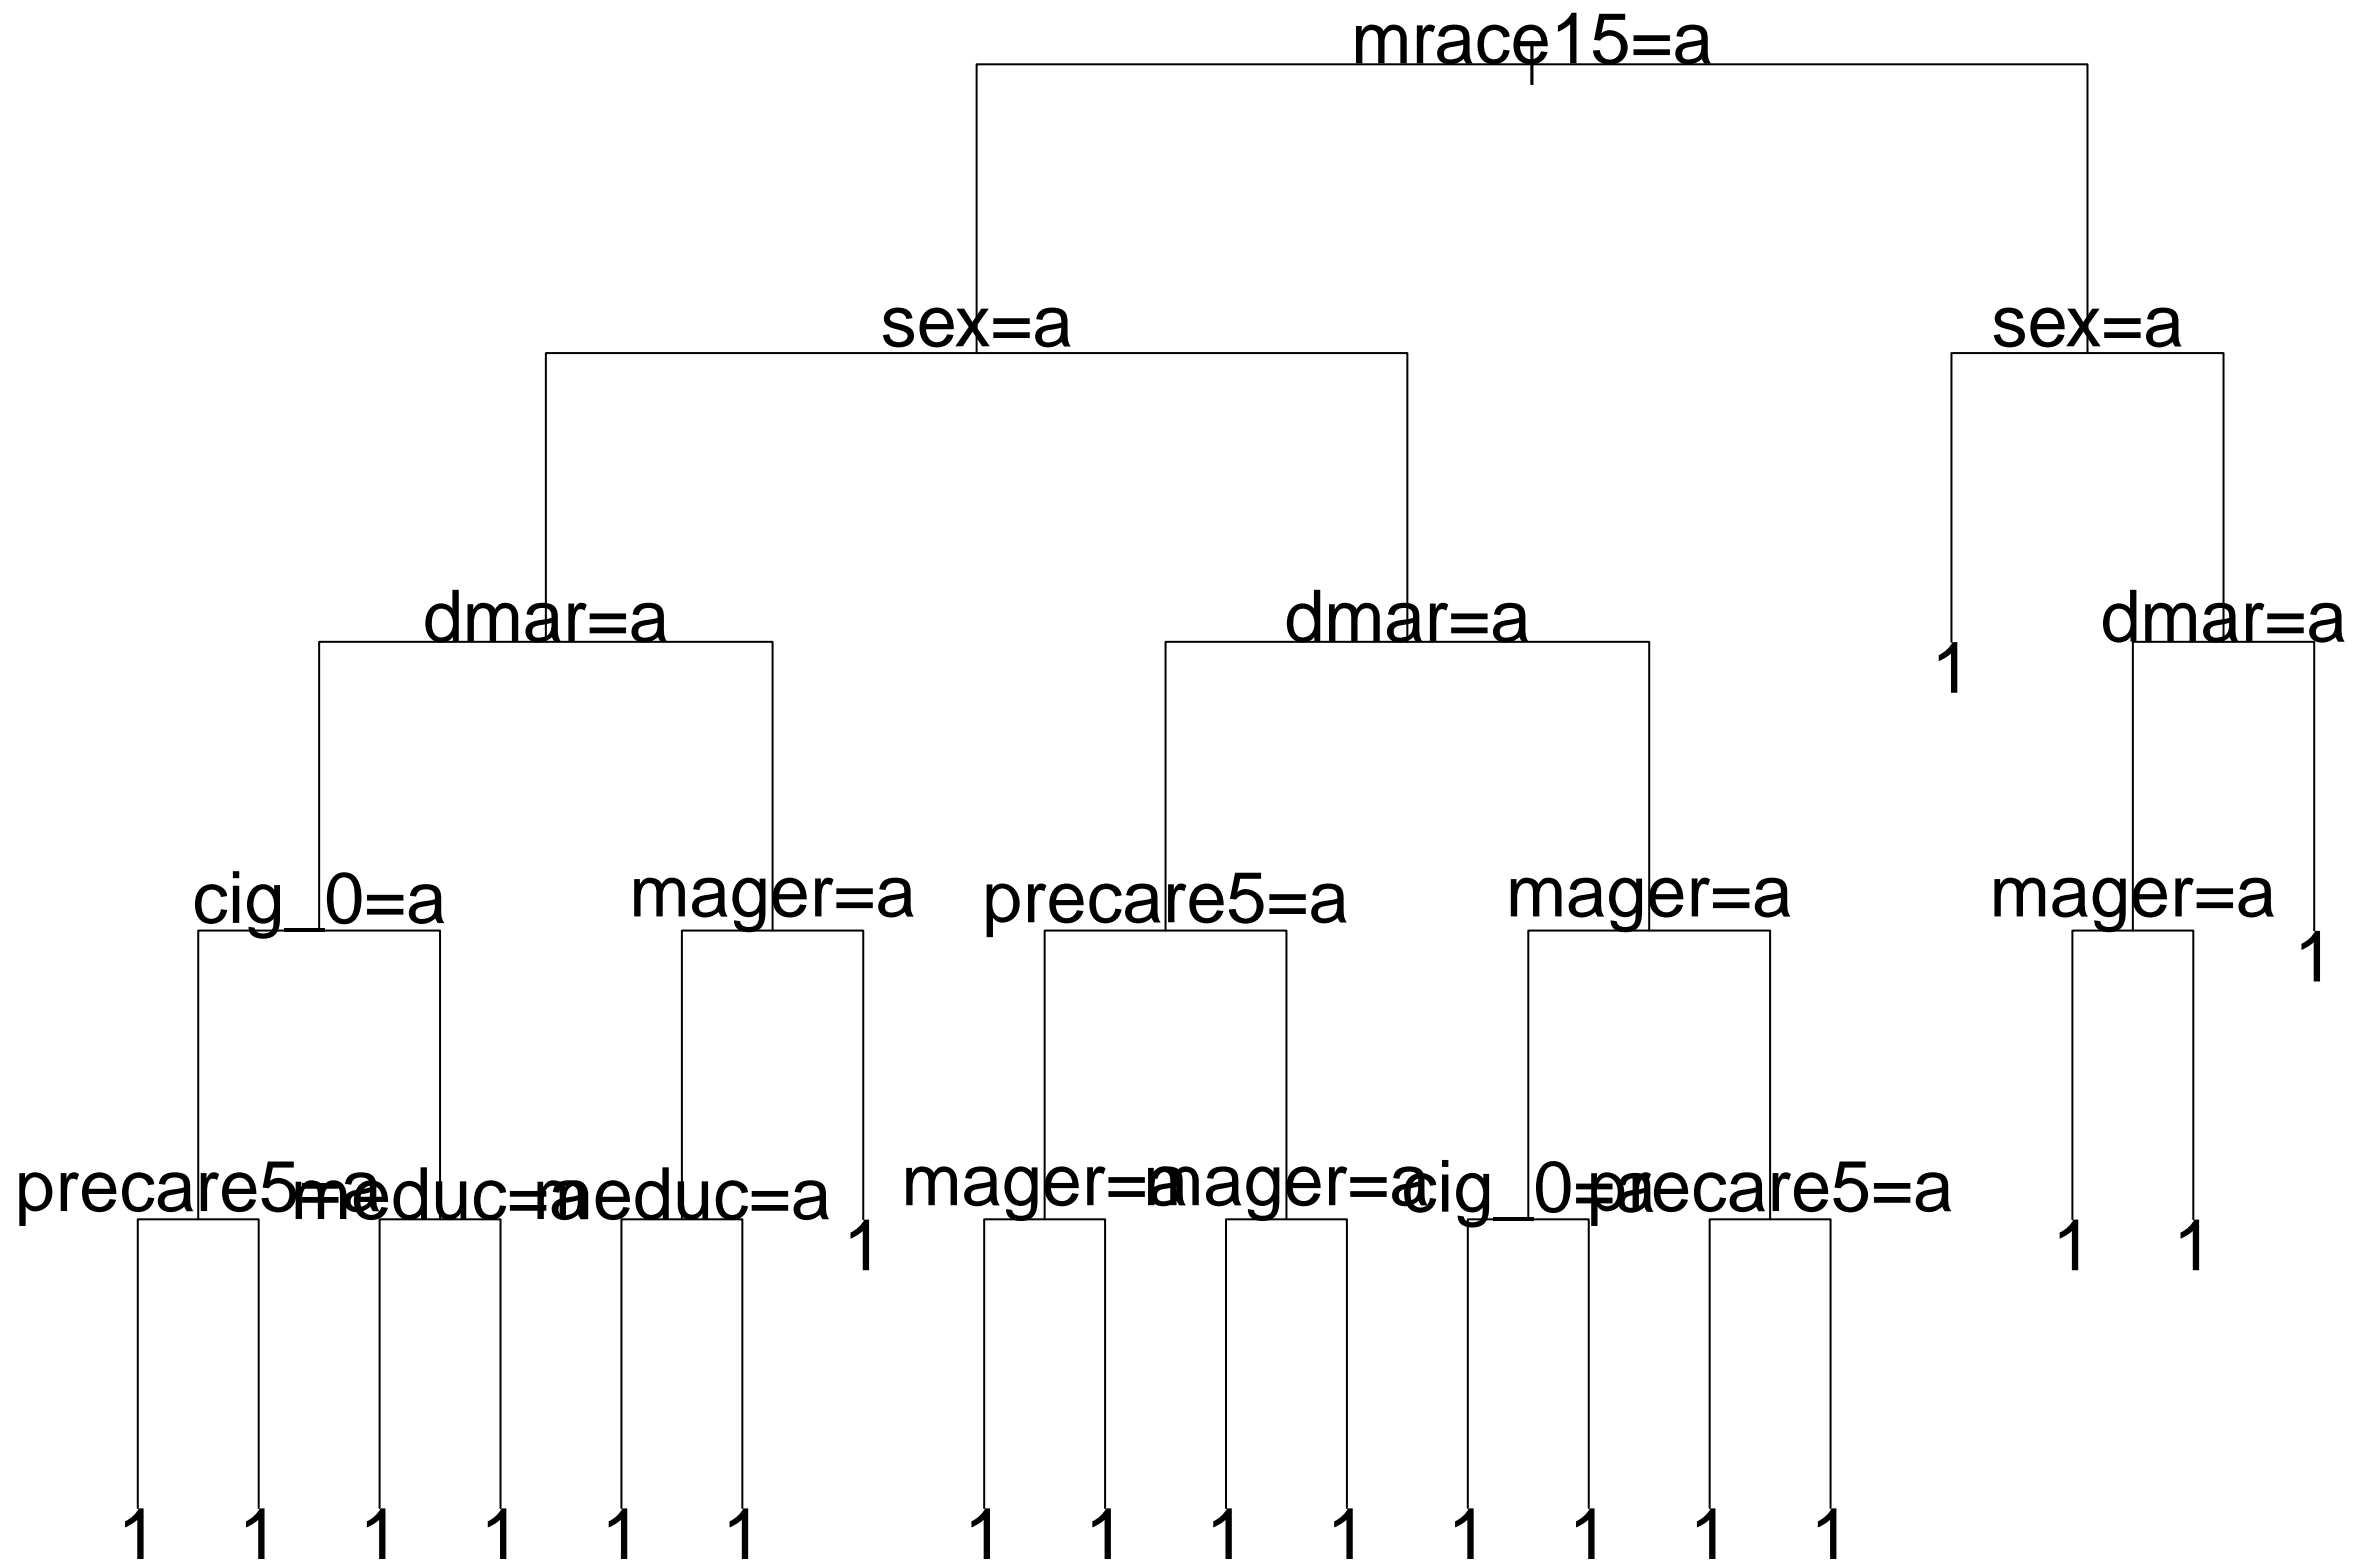 mrace15=a
sex=a sex=a
dmar=a dmar=a dmar=a
1
cig_0=a mager=a precare5=a mager=a mager=a
1
precare5=a meduc=a meduc=a mager=a mager=a cig_0=a precare5=a
1 1 1
1 1 1 1 1 1 1 1 1 1 1 1 1 1